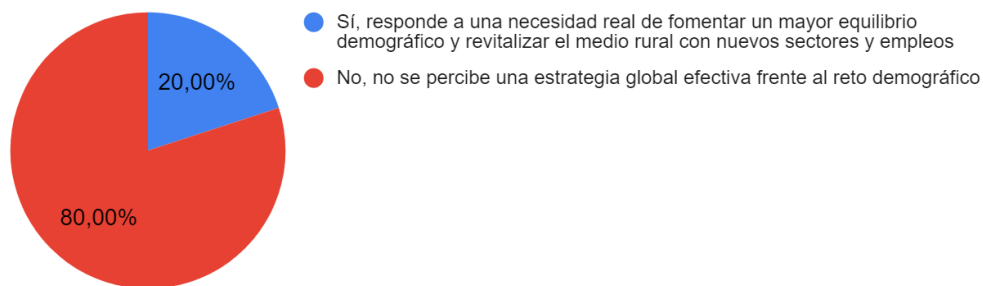 20,00%
80,00%
Sí, responde a una necesidad real de fomentar un mayor equilibrio
demográfico y revitalizar el medio rural con nuevos sectores y empleos
No, no se percibe una estrategia global efectiva frente al reto demográfico